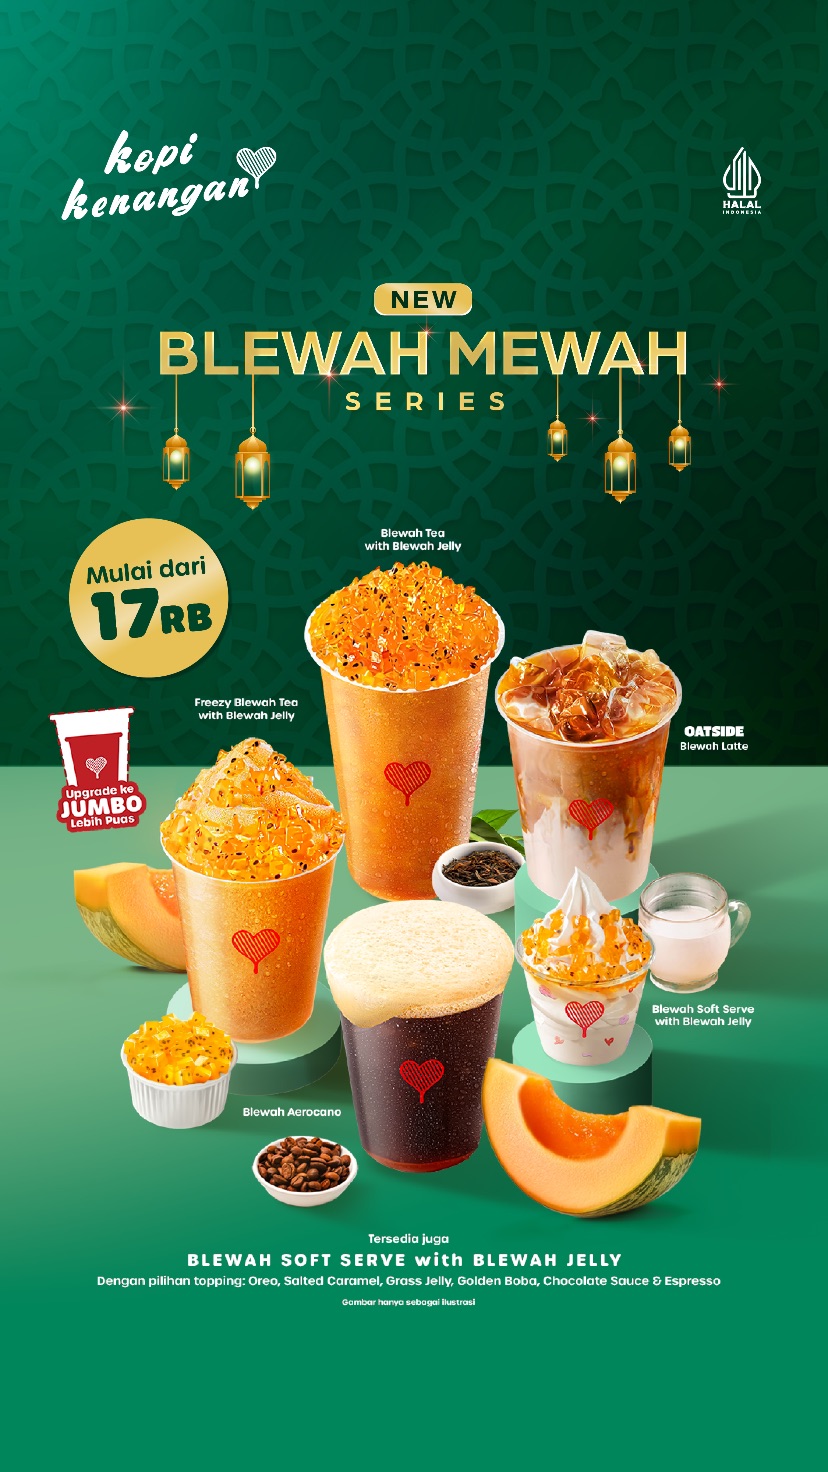 kopi
kenangan
HALAL
INDONESIA
NEW
BLEWAH MEWAH
SERIES
Mulai dari
17RB
Blewah Tea
with Blewah Jelly
Freezy Blewah Tea
with Blewah Jelly
OATSIDE
Blewah Latte
Upgrade ke
JUMBO
Lebih Puas
Blewah Soft Serve
with Blewah Jelly
Blewah Aerocano
Tersedia juga
BLEWAH SOFT SERVE with BLEWAH JELLY
Dengan pilihan topping: Oreo, Salted Caramel, Grass Jelly, Golden Boba, Chocolate Sauce & Espresso
Gambar hanya sebagai ilustrasi